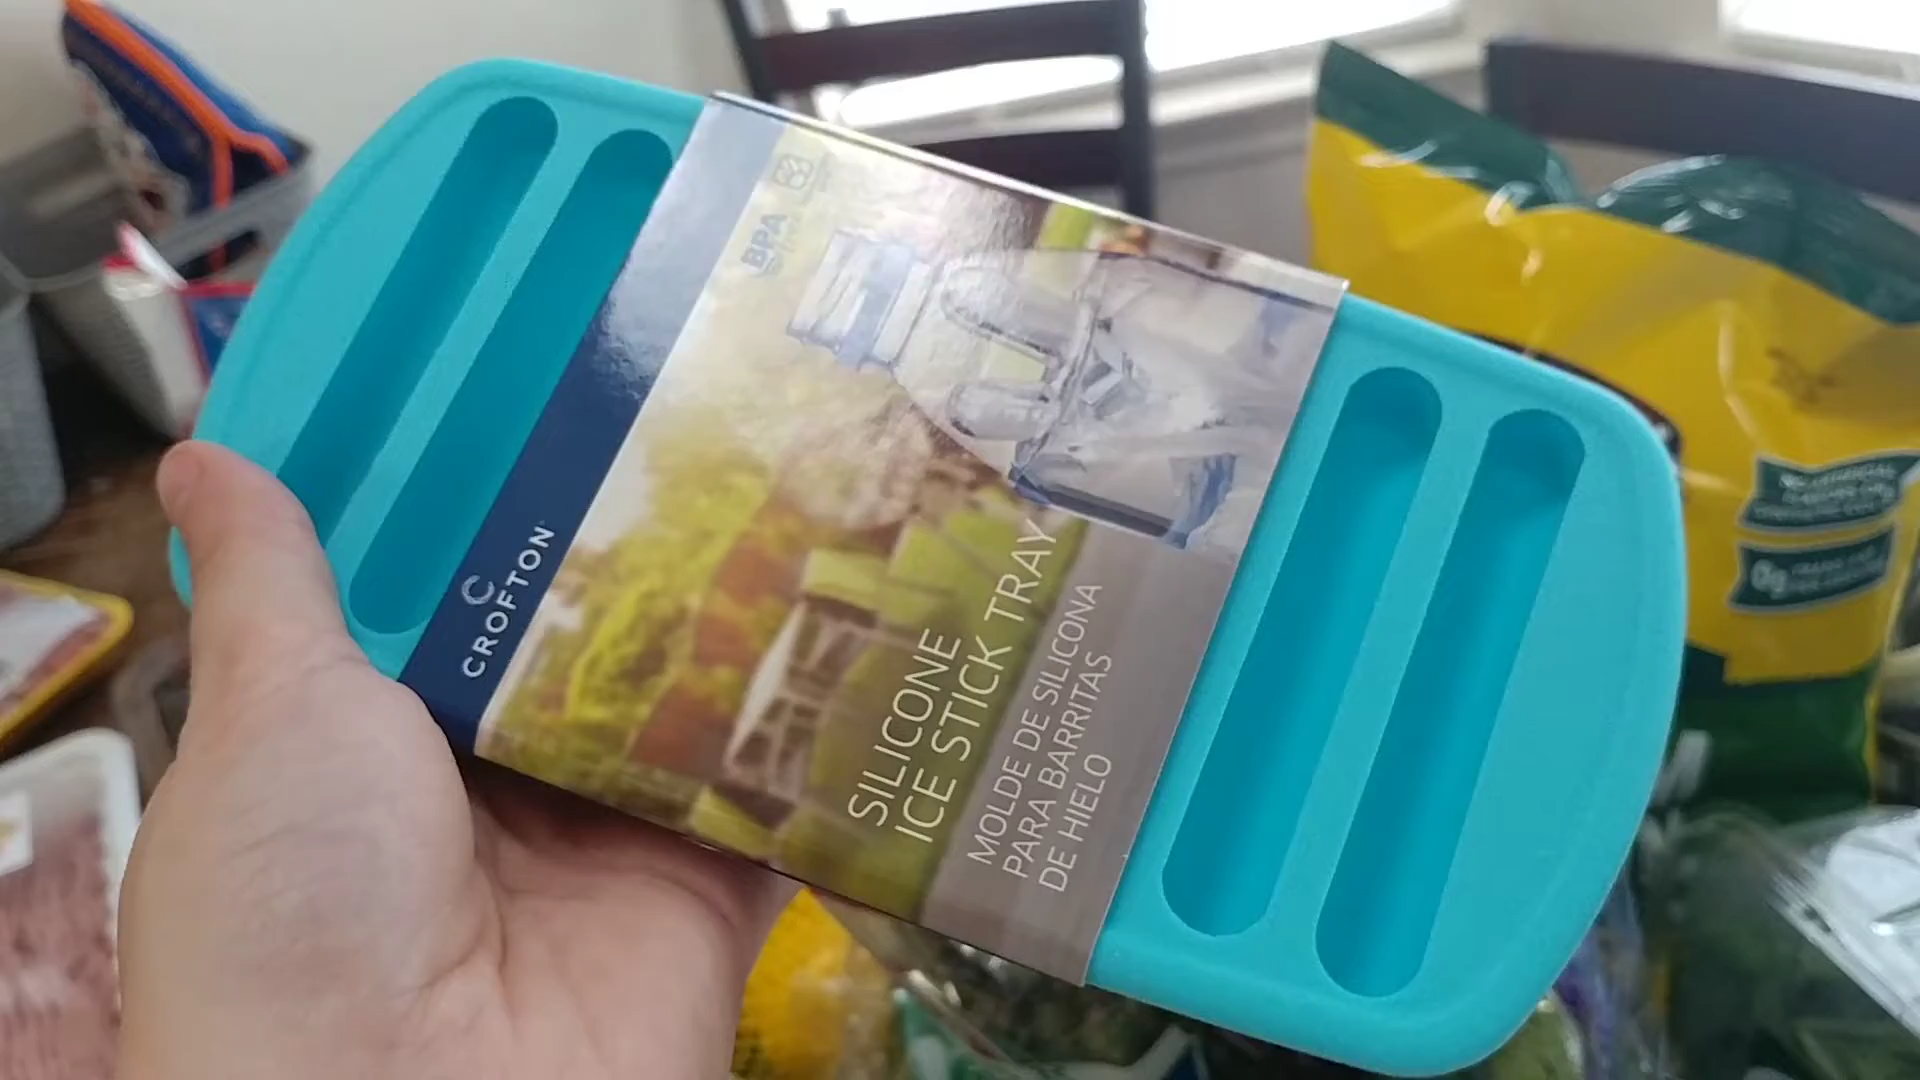 C
CROFTON
BPA
SILICONE
ICE STICK TRAY
MOLDE DE SILICONA
PARA BARRITAS
DE HIELO
0g